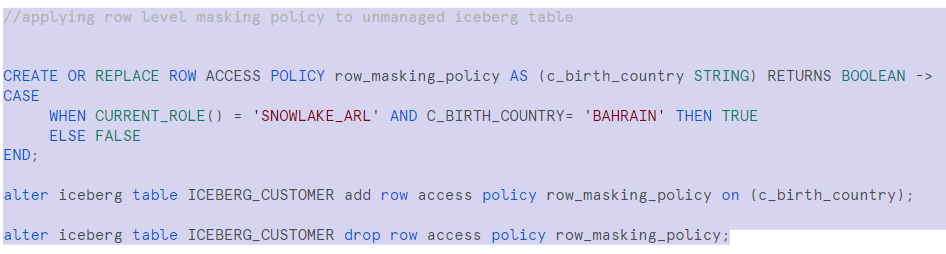 //applying row level masking policy to unmanaged iceberg table
CREATE OR REPLACE ROW ACCESS POLICY row_masking_policy AS (c_birth_country STRING) RETURNS BOOLEAN ->
CASE
WHEN CURRENT_ROLE() = 'SNOWLAKE_ARL' AND C_BIRTH_COUNTRY= 'BAHRAIN' THEN TRUE
ELSE FALSE
END;
alter iceberg table ICEBERG_CUSTOMER add row access policy row_masking_policy on (c_birth_country);
alter iceberg table ICEBERG_CUSTOMER drop row access policy row_masking_policy;